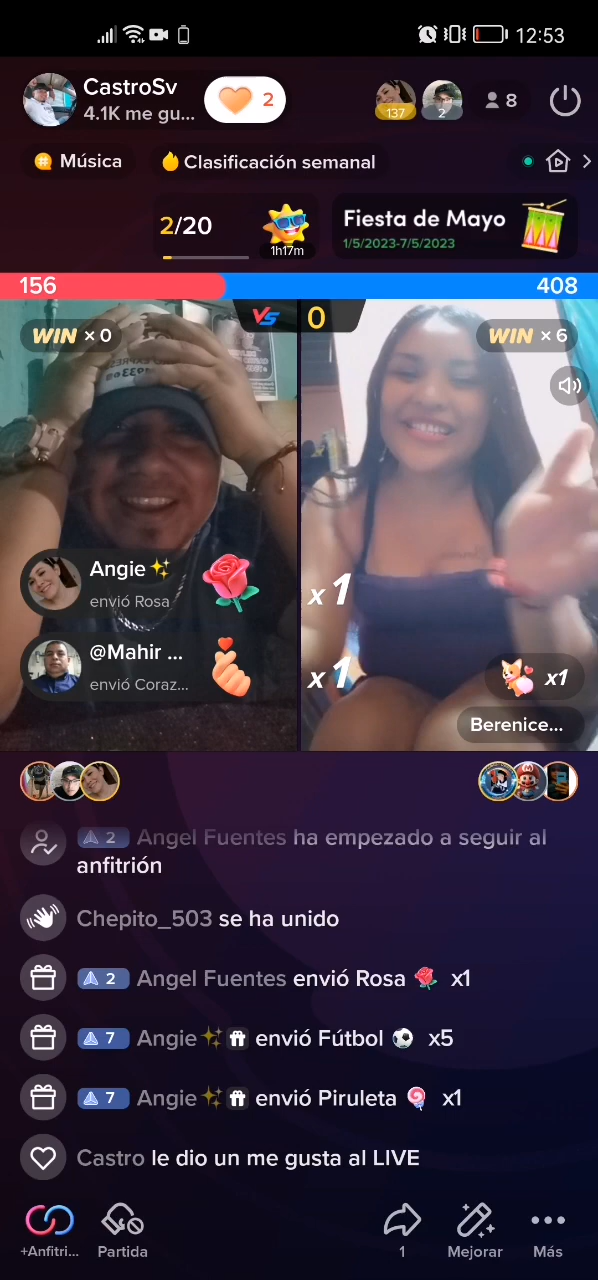 12:53
CastroSv
4.1K me gu...
2
137
2
8
Música
Clasificación semanal
2/20
1h17m
Fiesta de Mayo
1/5/2023-7/5/2023
156
408
WIN x 0
VS
0
WIN x 6
Angie
envió Rosa
x 1
@Mahir ...
envió Coraz...
x 1
x1
Berenice...
2 Angel Fuentes ha empezado a seguir al
anfitrión
Chepito_503 se ha unido
2 Angel Fuentes envió Rosa x1
7 Angie envió Fútbol x5
7 Angie envió Piruleta x1
Castro le dio un me gusta al LIVE
+Anfitri...
Partida
1
Mejorar
Más